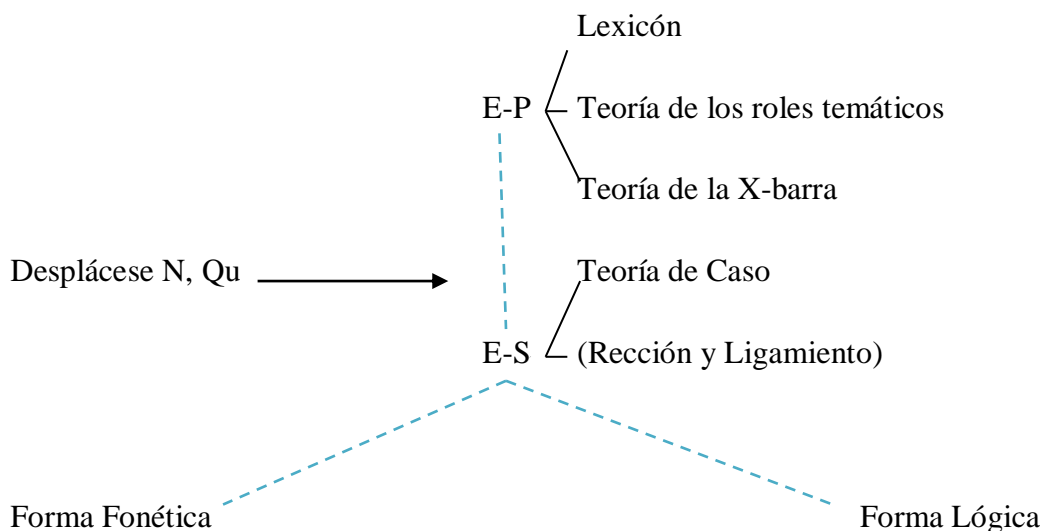 Lexicón
E-P Teoría de los roles temáticos
Teoría de la X-barra
Desplácese N, Qu Teoría de Caso
E-S (Rección y Ligamiento)
Forma Fonética Forma Lógica